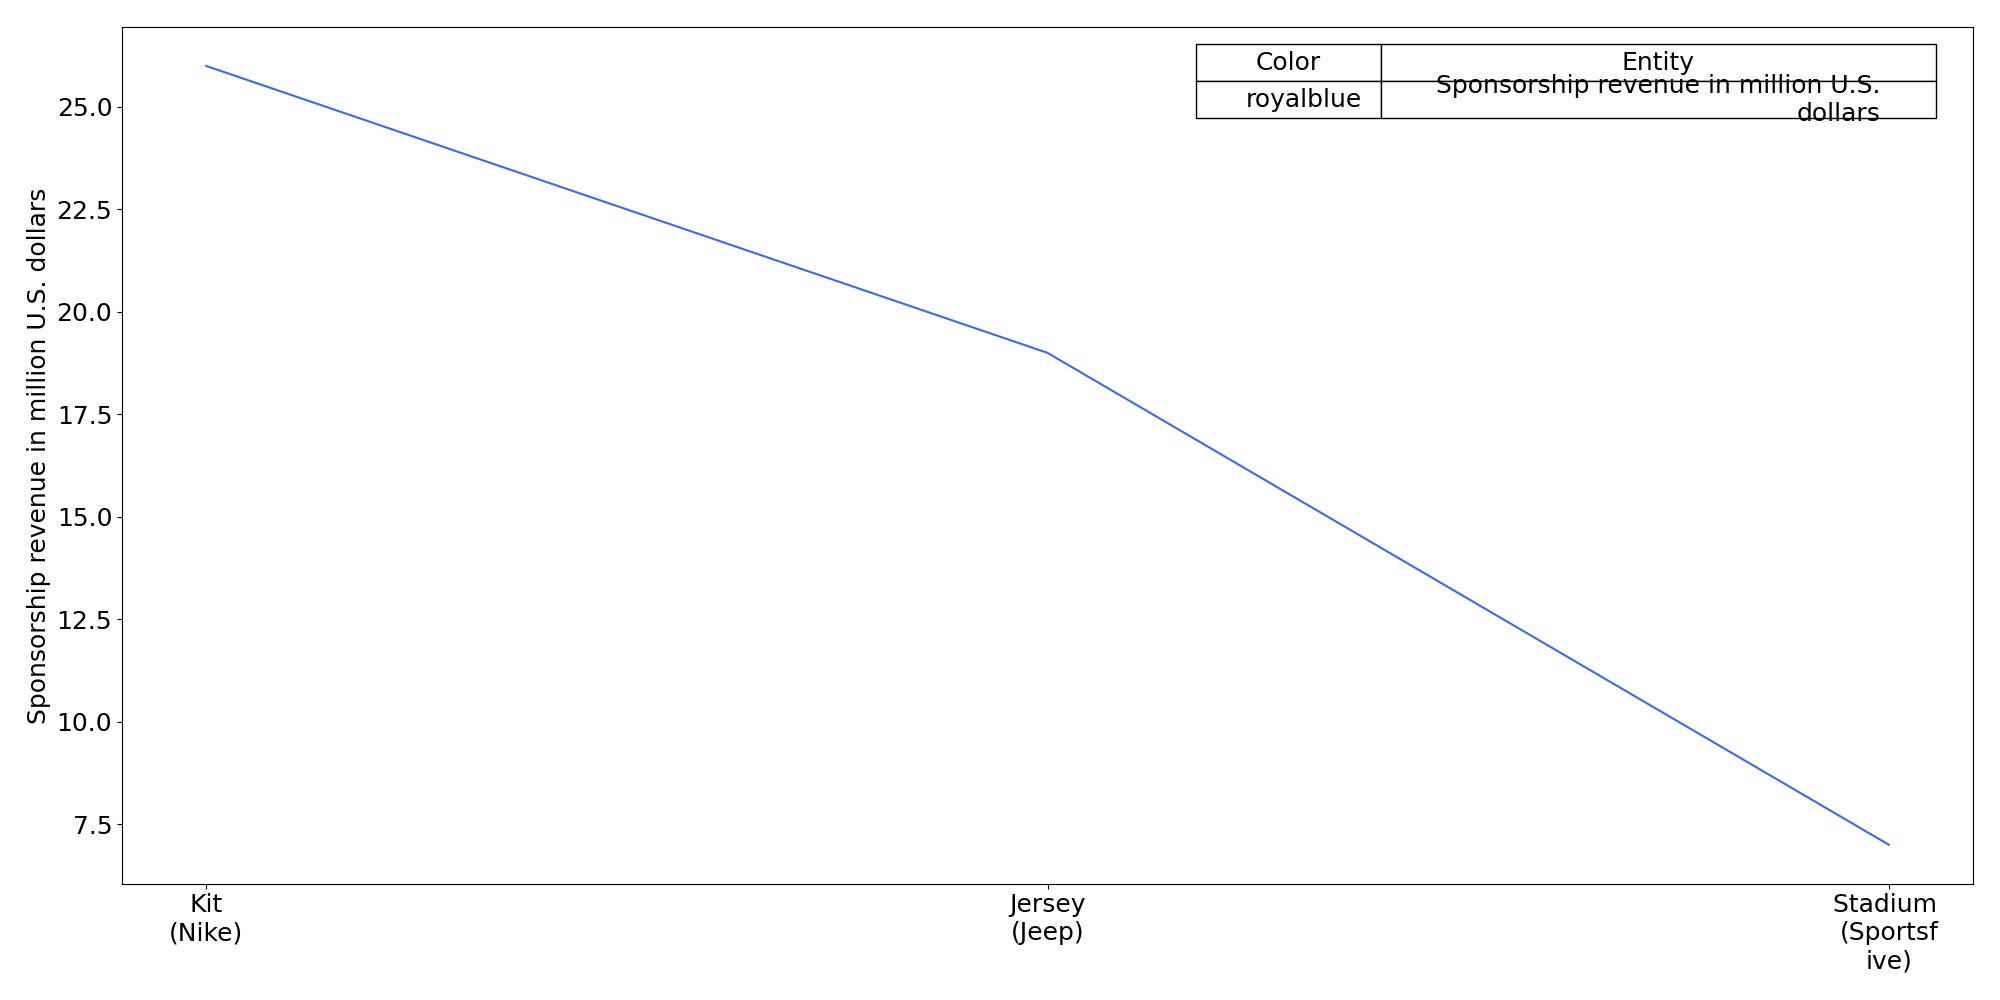 Color
Entity
royalblue
Sponsorship revenue in million U.S.
dollars
Sponsorship revenue in million U.S. dollars
25.0
22.5
20.0
17.5
15.0
12.5
10.0
7.5
Kit
(Nike)
Jersey
(Jeep)
Stadium
(Sportsf
ive)